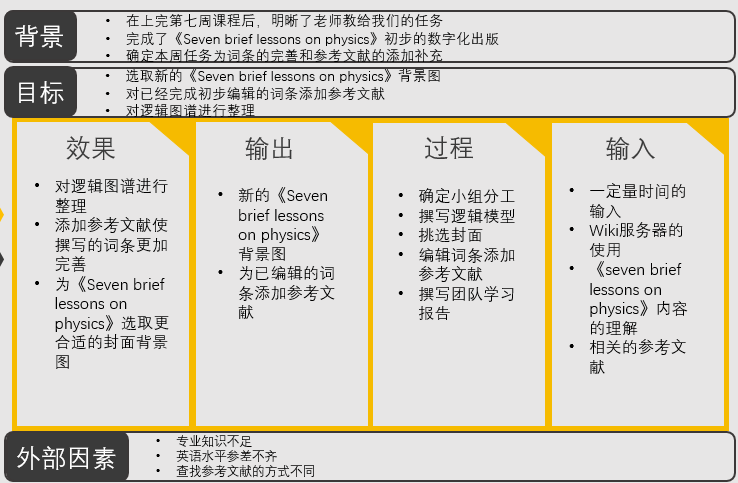 背景
• 在上完第七周课程后，明晰了老师教给我们的任务
• 完成了《Seven brief lessons on physics》初步的数字化出版
• 确定本周任务为词条的完善和参考文献的添加补充
目标
• 选取新的《Seven brief lessons on physics》背景图
• 对已经完成初步编辑的词条添加参考文献
• 对逻辑图谱进行整理
效果
• 对逻辑图谱进行
整理
• 添加参考文献使
撰写的词条更加
完善
• 为《Seven brief
lessons on
physics》选取更
合适的封面背景
图
输出
• 新的《Seven
brief lessons
on physics》
背景图
• 为已编辑的词
条添加参考文
献
过程
• 确定小组分工
• 撰写逻辑模型
• 挑选封面
• 编辑词条添加
参考文献
• 撰写团队学习
报告
输入
• 一定量时间的
输入
• Wiki服务器的
使用
• 《seven brief
lessons on
physics》内容
的理解
• 相关的参考文
献
外部因素
• 专业知识不足
• 英语水平参差不齐
• 查找参考文献的方式不同